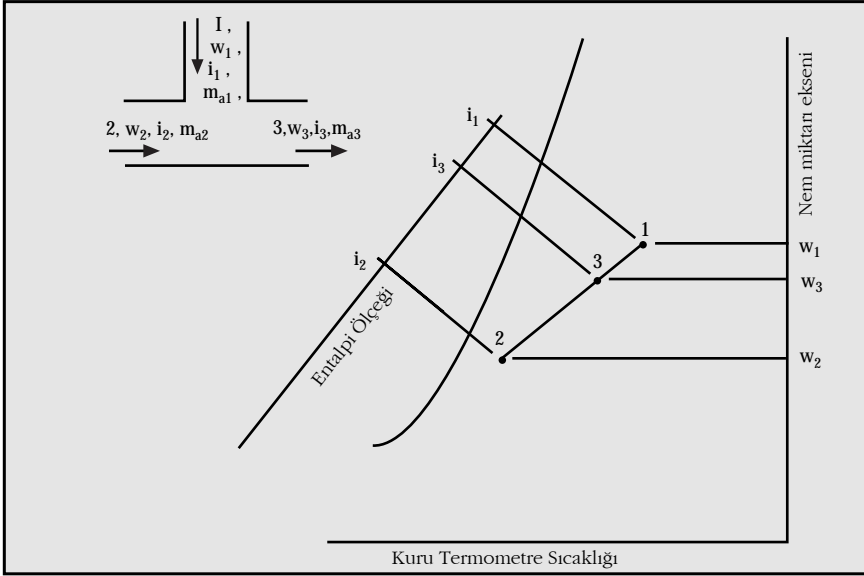 I ,
w1 ,
i1 ,
ma1 ,
2, w2, i2, ma2
3,w3,i3,ma3
i1
i3
i2
Entalpi Ölçeği
1
3
2
w1
w3
w2
Nem miktarı ekseni
Kuru Termometre Sıcaklığı